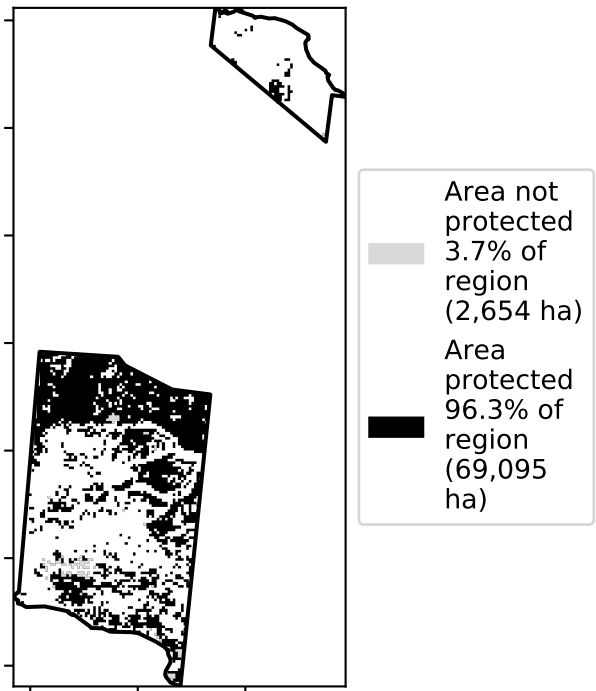 Area not
protected
3.7% of
region
(2,654 ha)
Area
protected
96.3% of
region
(69,095
ha)